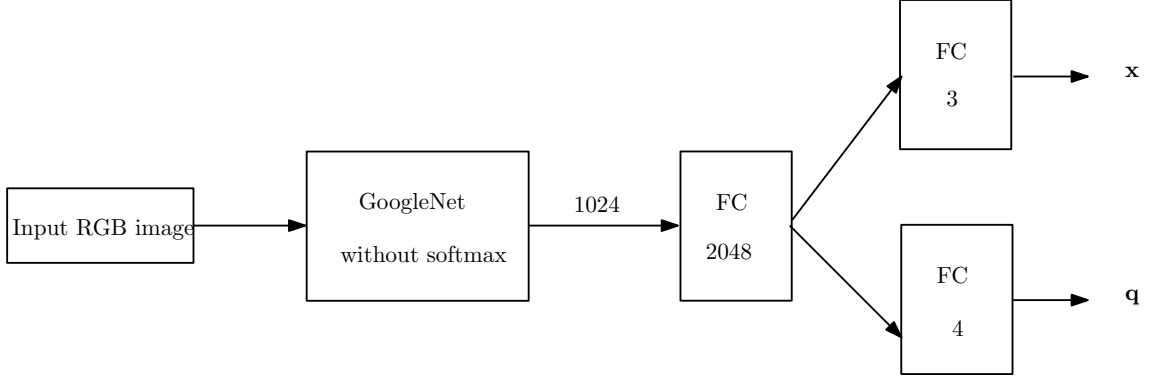 Input RGB image
GoogleNet
without softmax
1024
FC
2048
FC
3
x
FC
4
q